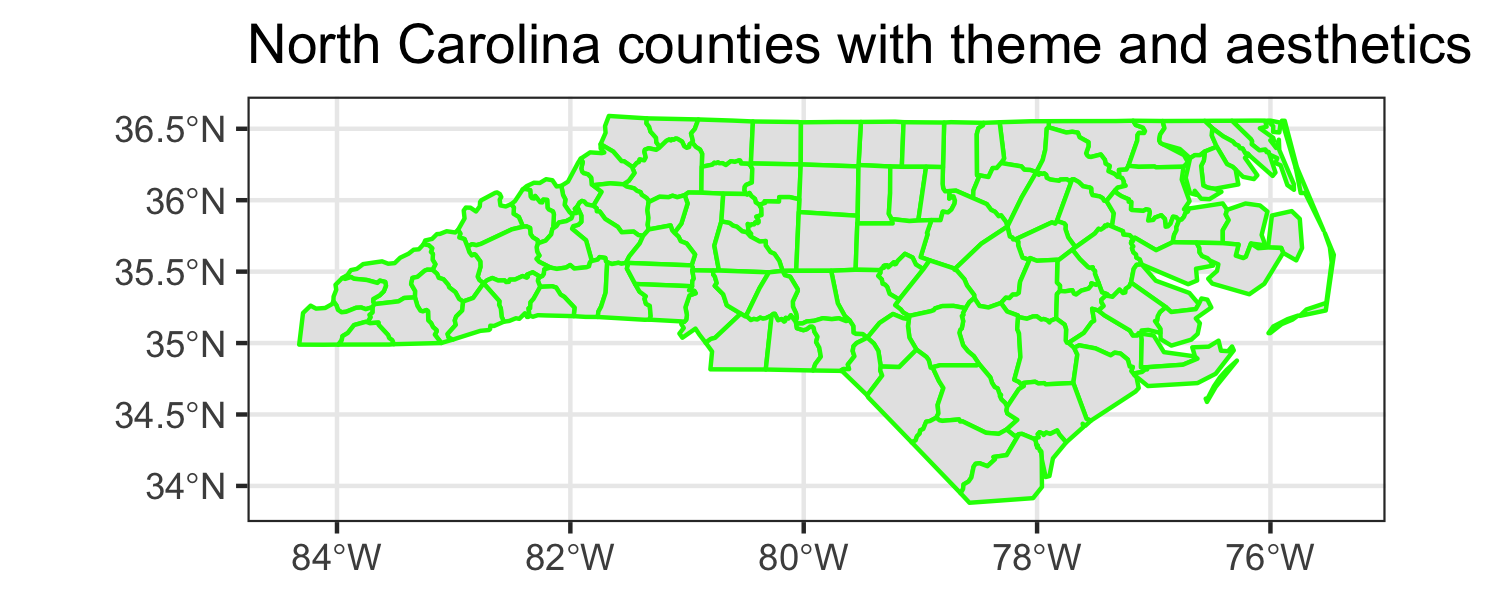 North Carolina counties with theme and aesthetics
36.5°N
36°N
35.5°N
35°N
34.5°N
34°N
84°W 82°W 80°W 78°W 76°W